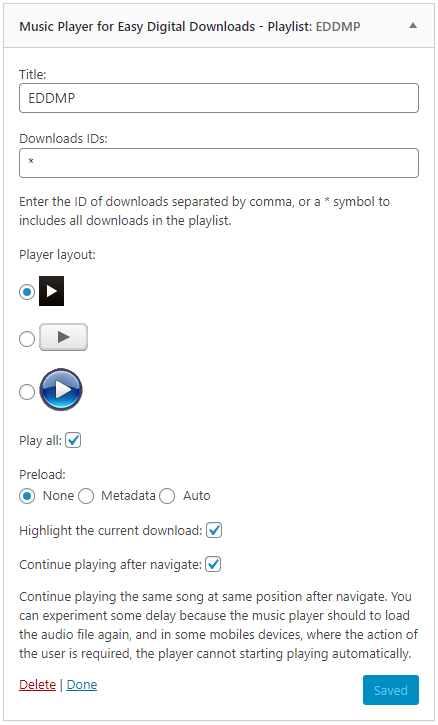 Music Player for Easy Digital Downloads - Playlist: EDDMP
Title:
EDDMP
Downloads IDs:
*
Enter the ID of downloads separated by comma, or a * symbol to
includes all downloads in the playlist.
Player layout:
Play all:
Preload:
None Metadata Auto
Highlight the current download:
Continue playing after navigate:
Continue playing the same song at same position after navigate. You
can experiment some delay because the music player should to load
the audio file again, and in some mobiles devices, where the action of
the user is required, the player cannot starting playing automatically.
Delete | Done
Saved